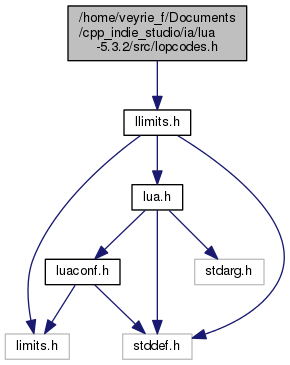 /home/veyrie_f/Documents
/cpp_indie_studio/ia/lua
-5.3.2/src/lopcodes.h
llimits.h
lua.h
luaconf.h
stdarg.h
limits.h
stddef.h